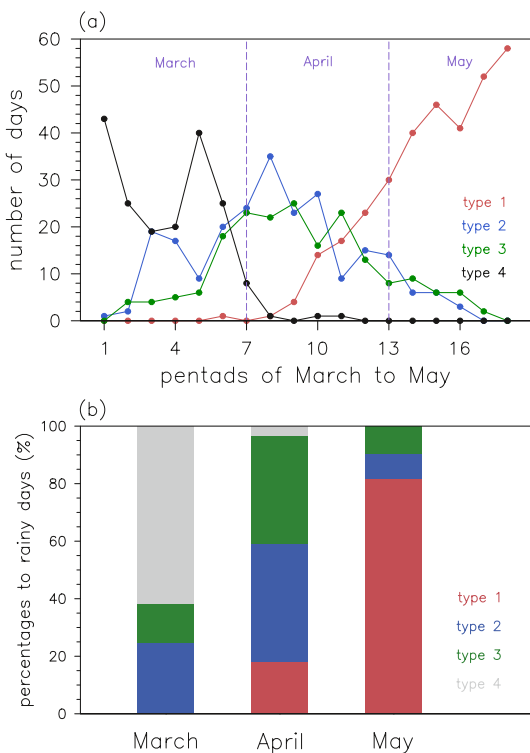 (a)
60
50
40
30
20
10
0
number of days
March April May
type 1
type 2
type 3
type 4
1 4 7 10 13 16
pentads of March to May
(b)
100
80
60
40
20
0
percentages to rainy days (%)
type 1
type 2
type 3
type 4
March April May